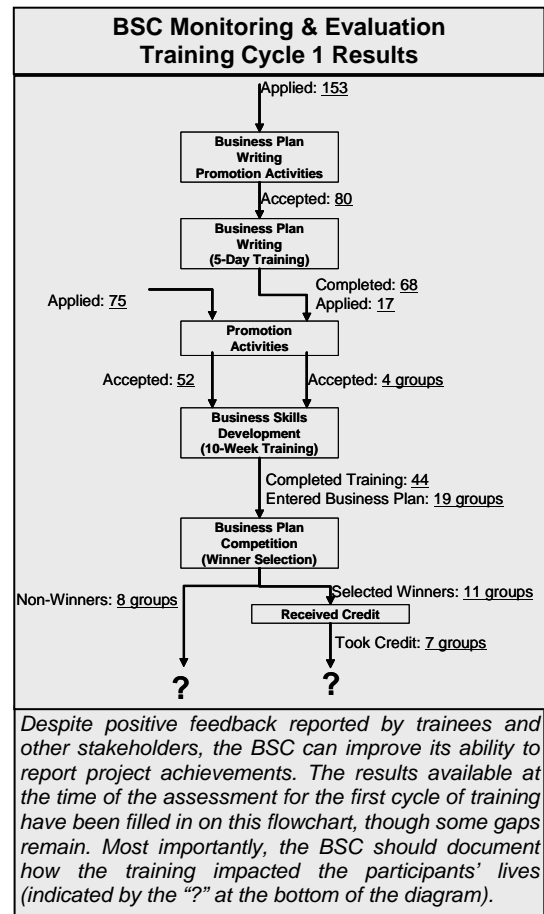 BSC Monitoring & Evaluation
Training Cycle 1 Results
Applied: 153
Business Plan
Writing
Promotion Activities
Accepted: 80
Business Plan
Writing
(5-Day Training)
Completed: 68
Applied: 75
Applied: 17
Promotion
Activities
Accepted: 52
Accepted: 4 groups
Business Skills
Development
(10-Week Training)
Completed Training: 44
Entered Business Plan: 19 groups
Business Plan
Competition
(Winner Selection)
Non-Winners: 8 groups
Selected Winners: 11 groups
Received Credit
Took Credit: 7 groups
?
?
Despite positive feedback reported by trainees and
other stakeholders, the BSC can improve its ability to
report project achievements. The results available at
the time of the assessment for the first cycle of training
have been filled in on this flowchart, though some gaps
remain. Most importantly, the BSC should document
how the training impacted the participants' lives
(indicated by the “?” at the bottom of the diagram).